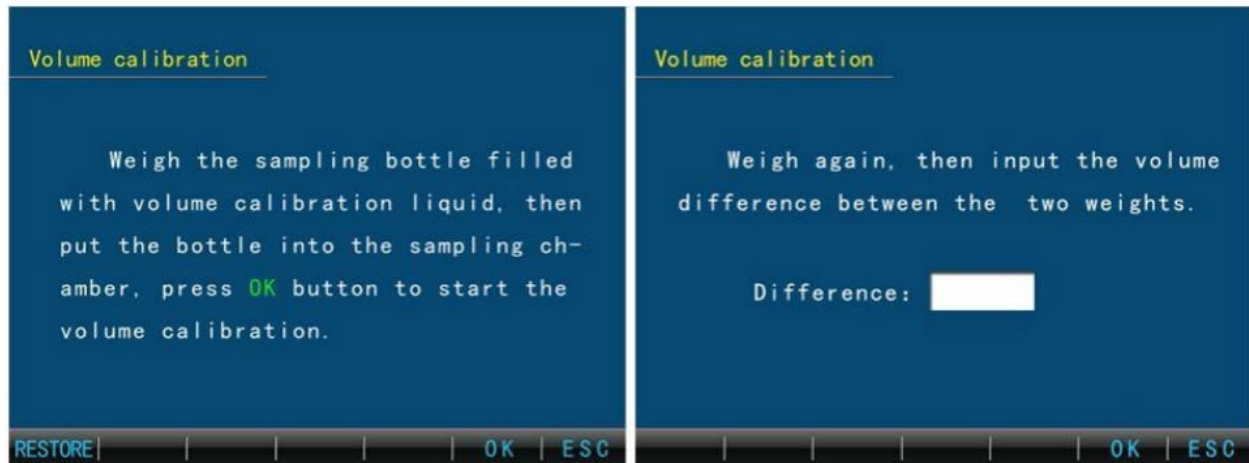 Volume calibration
Weigh the sampling bottle filled
with volume calibration liquid, then
put the bottle into the sampling ch-
amber, press OK button to start the
volume calibration.
RESTORE OK ESC
Volume calibration
Weigh again, then input the volume
difference between the two weights.
Difference:
OK ESC